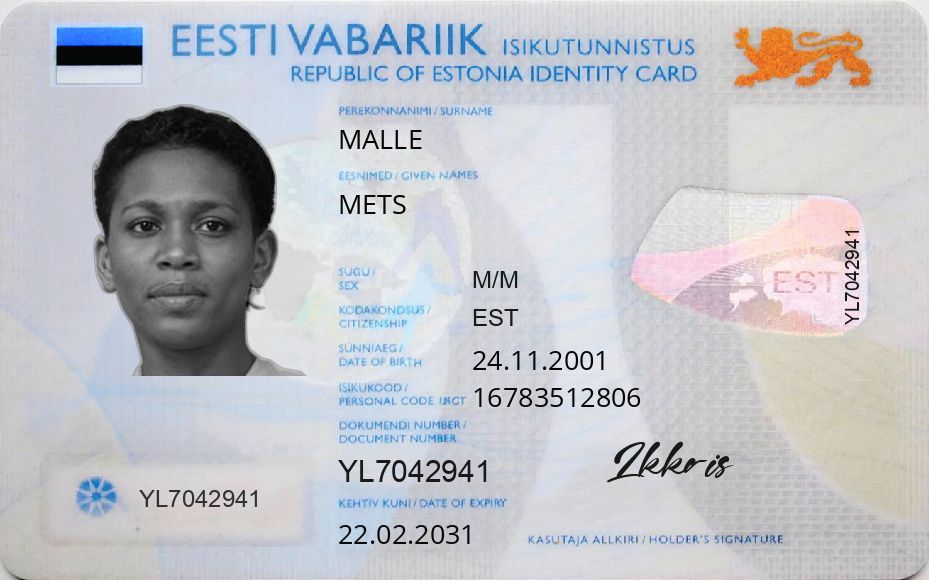 EESTI VABARIIK ISIKUTUNNISTUS
REPUBLIC OF ESTONIA IDENTITY CARD
PEREKONNANIMI / SURNAME
MALLE
EESNIMED / GIVEN NAMES
METS
SUGU /
SEX
M/M
KODAKONDSUS /
CITIZENSHIP
EST
SÜNNIAEG /
DATE OF BIRTH
24.11.2001
ISIKUKOOD /
PERSONAL CODE
16783512806
DOKUMENDI NUMBER /
DOCUMENT NUMBER
YL7042941
KEHTIV KUNI / DATE OF EXPIRY
22.02.2031
YL7042941
EST
YL7042941
KASUTAJA ALLKIRI / HOLDER'S SIGNATURE